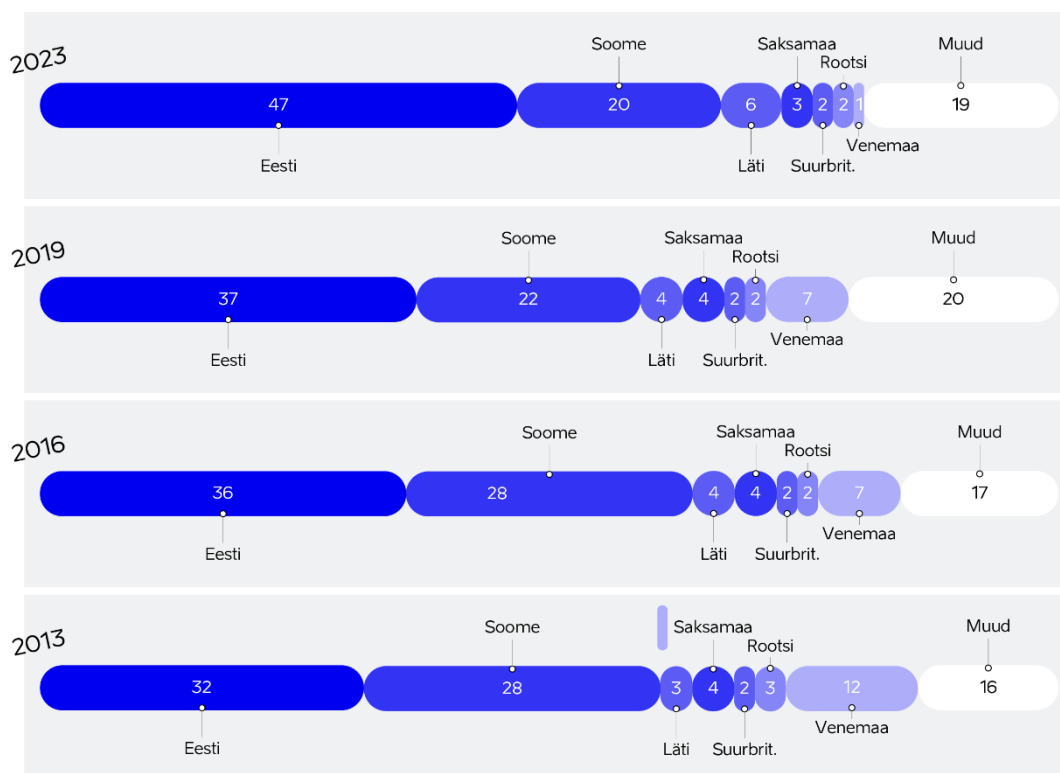 2023
Soome
Saksamaa
Rootsi
Muud
47
20
6
3
2
2
1
19
Eesti
Läti
Suurbrit.
Venemaa
2019
Soome
Saksamaa
Rootsi
Muud
37
22
4
4
2
2
7
20
Eesti
Läti
Suurbrit.
Venemaa
2016
Soome
Saksamaa
Rootsi
Muud
36
28
4
4
2
2
7
17
Eesti
Läti
Suurbrit.
Venemaa
2013
Soome
Saksamaa
Rootsi
Muud
32
28
3
4
2
3
12
16
Eesti
Läti
Suurbrit.
Venemaa